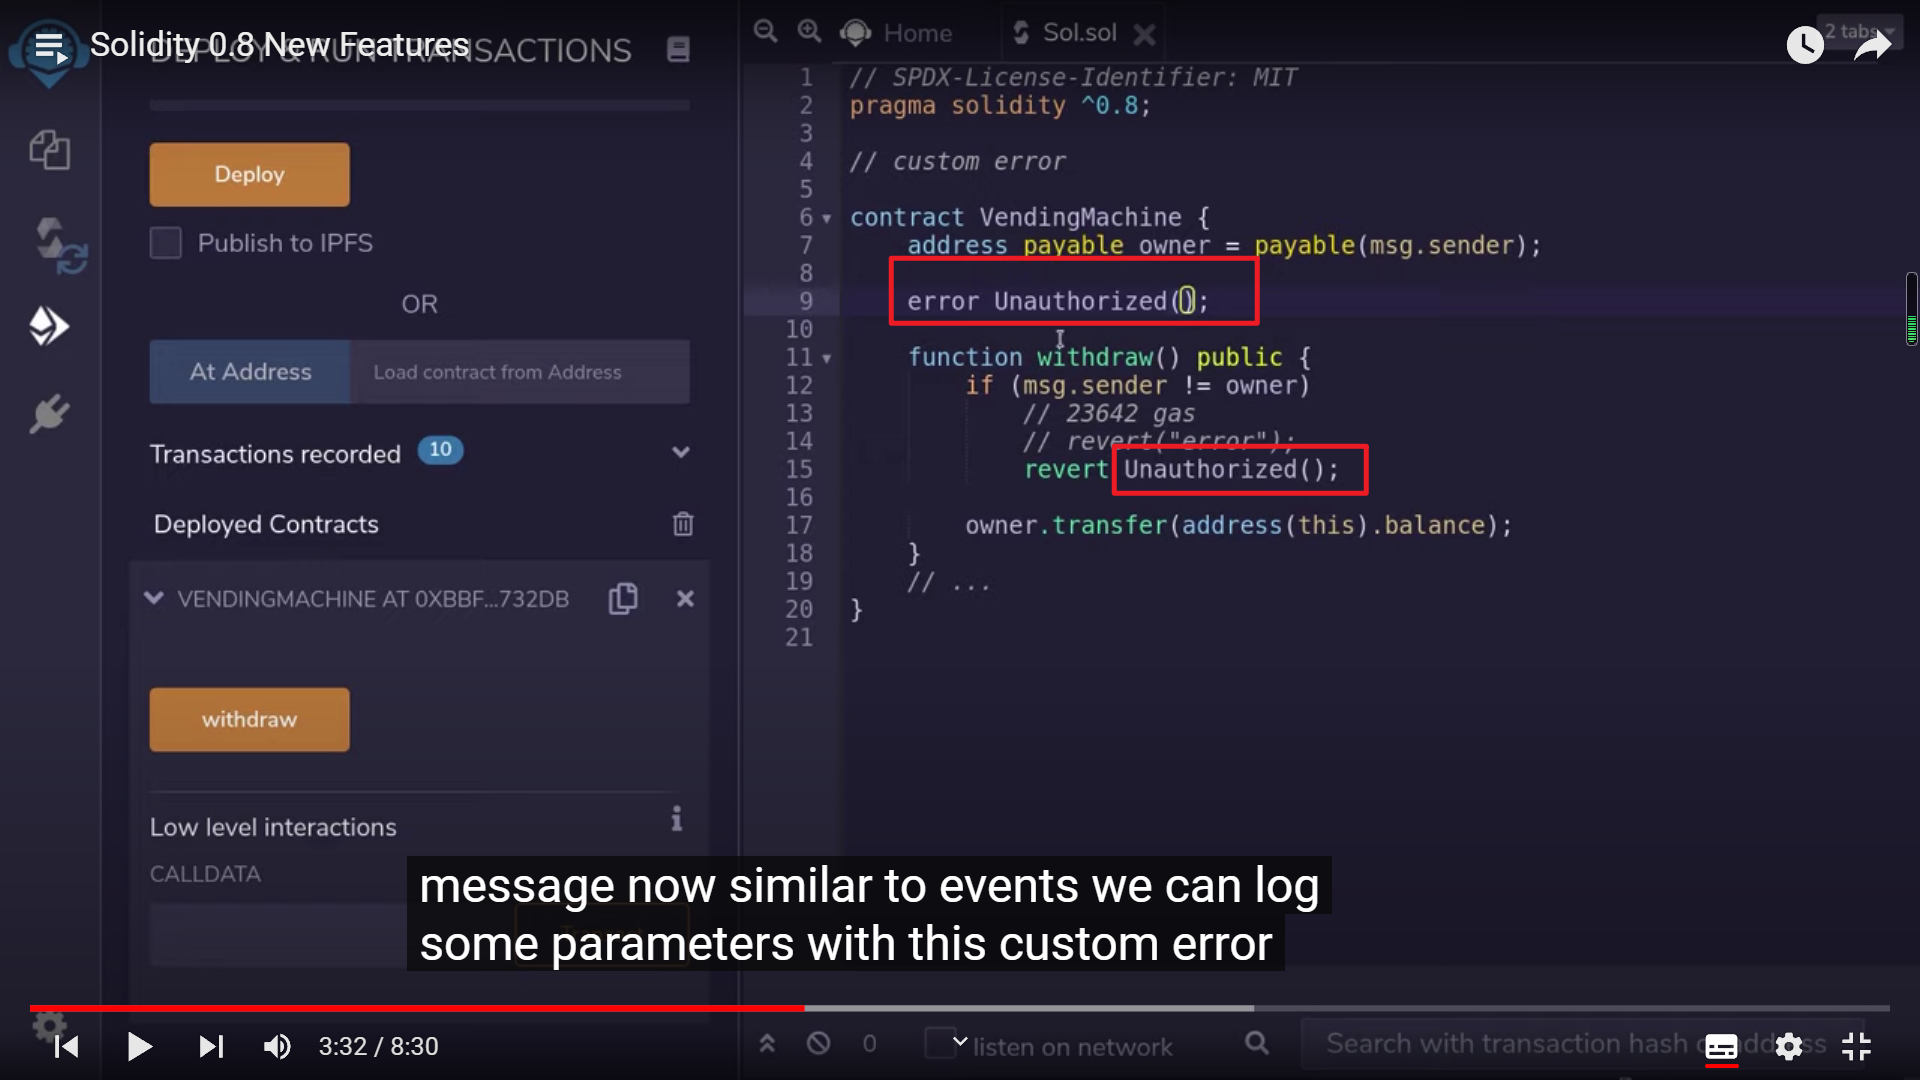 Solidity 0.8 New Features
DEPLOY & RUN TRANSACTIONS
Deploy
Publish to IPFS
OR
At Address
Load contract from Address
Transactions recorded 10
Deployed Contracts
VENDINGMACHINE AT 0XBBF...732DB
withdraw
Low level interactions
i
CALLDATA
Home
Sol.sol
2 tabs
1 // SPDX-License-Identifier: MIT
2 pragma solidity ^0.8;
3
4 // custom error
5
6 contract VendingMachine {
7 address payable owner = payable(msg.sender);
8
9 error Unauthorized();
10
11 function withdraw() public {
12 if (msg.sender != owner)
13 // 23642 gas
14 // revert("error");
15 revert Unauthorized();
16
17 owner.transfer(address(this).balance);
18 }
19 // ...
20 }
21
message now similar to events we can log
some parameters with this custom error
3:32 / 8:30
0
listen on network
Search with transaction hash